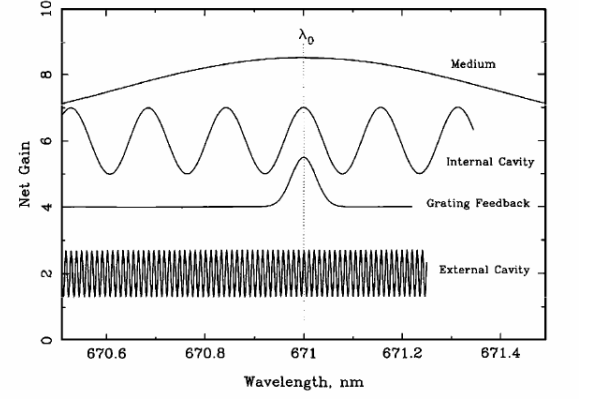 10
λ0
Medium
8
6
Internal Cavity
Net Gain
4
Grating Feedback
External Cavity
2
0
670.6 670.8 671 671.2 671.4
Wavelength, nm